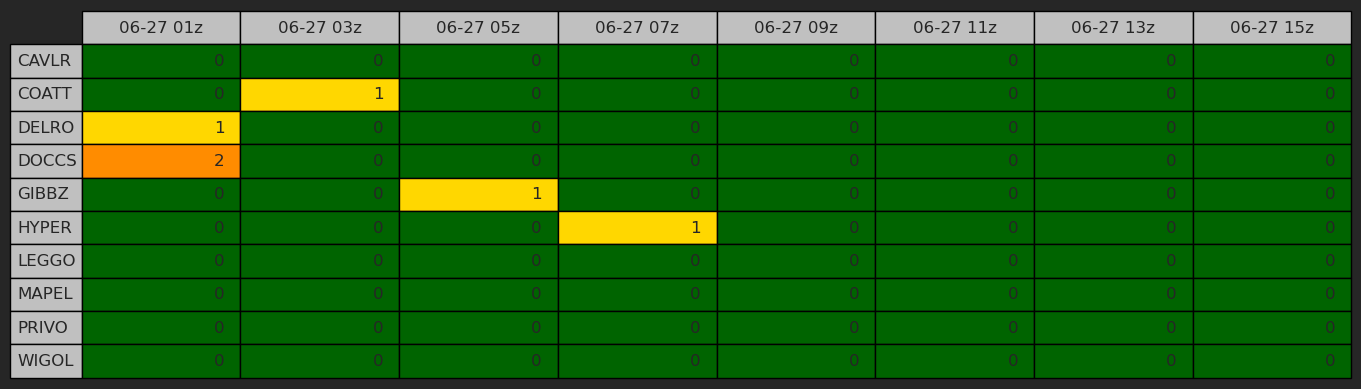 06-27 01z 06-27 03z 06-27 05z 06-27 07z 06-27 09z 06-27 11z 06-27 13z 06-27 15z
CAVLR 0 0 0 0 0 0 0 0
COATT 0 1 0 0 0 0 0 0
DELRO 1 0 0 0 0 0 0 0
DOCCS 2 0 0 0 0 0 0 0
GIBBZ 0 0 1 0 0 0 0 0
HYPER 0 0 0 1 0 0 0 0
LEGGO 0 0 0 0 0 0 0 0
MAPEL 0 0 0 0 0 0 0 0
PRIVO 0 0 0 0 0 0 0 0
WIGOL 0 0 0 0 0 0 0 0